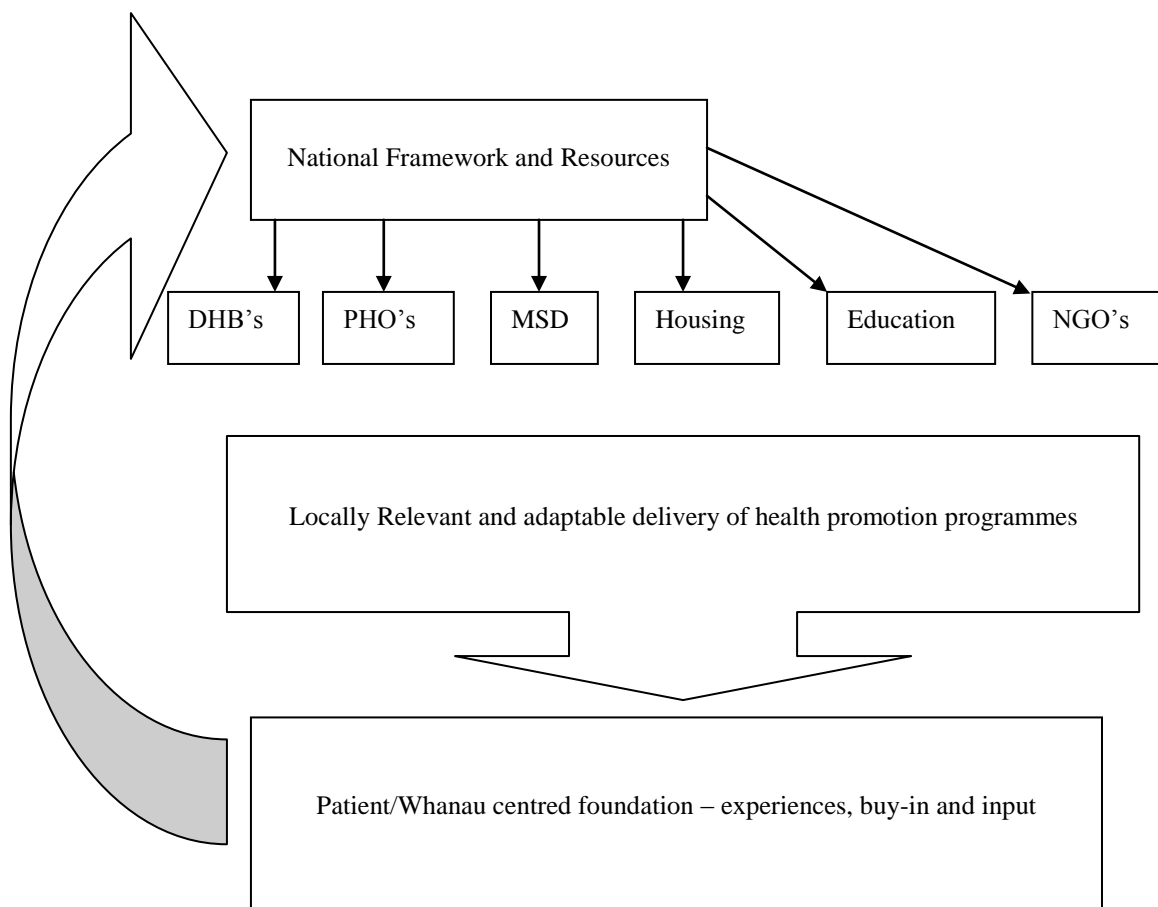 National Framework and Resources
DHB’s
PHO’s
MSD
Housing
Education
NGO’s
Locally Relevant and adaptable delivery of health promotion programmes
Patient/Whanau centred foundation – experiences, buy-in and input